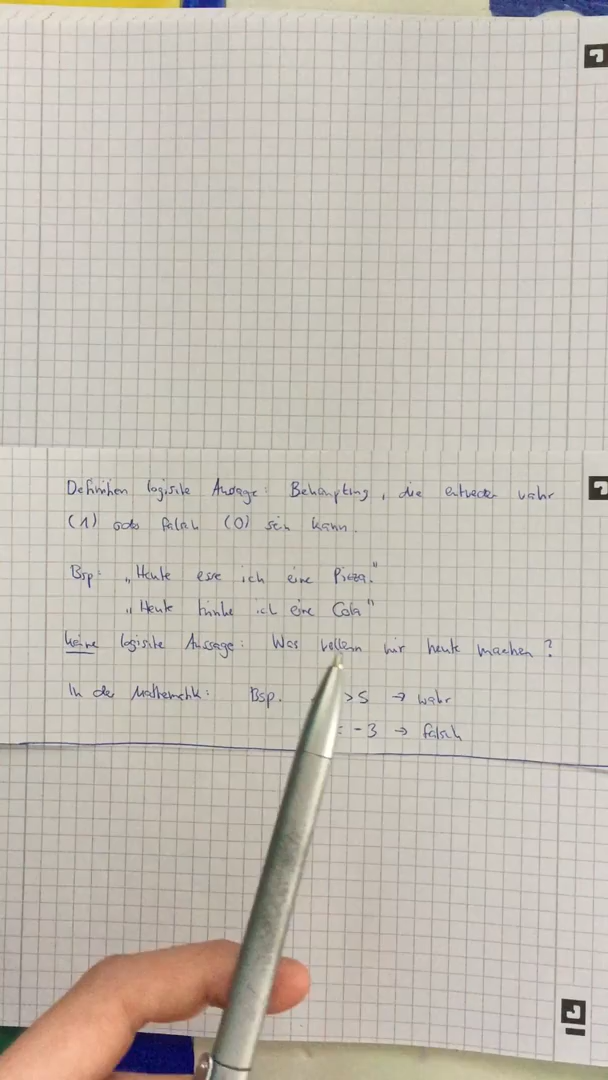 Definition logische Aussage: Behauptung, die entweder wahr
(1) oder falsch (0) sein kann.
Bsp: „Heute esse ich eine Pizza."
„Heute trinke ich eine Cola"
keine logische Aussage: Was wollen wir heute machen?
In der Mathematik: Bsp. >5 → wahr
= -3 → falsch